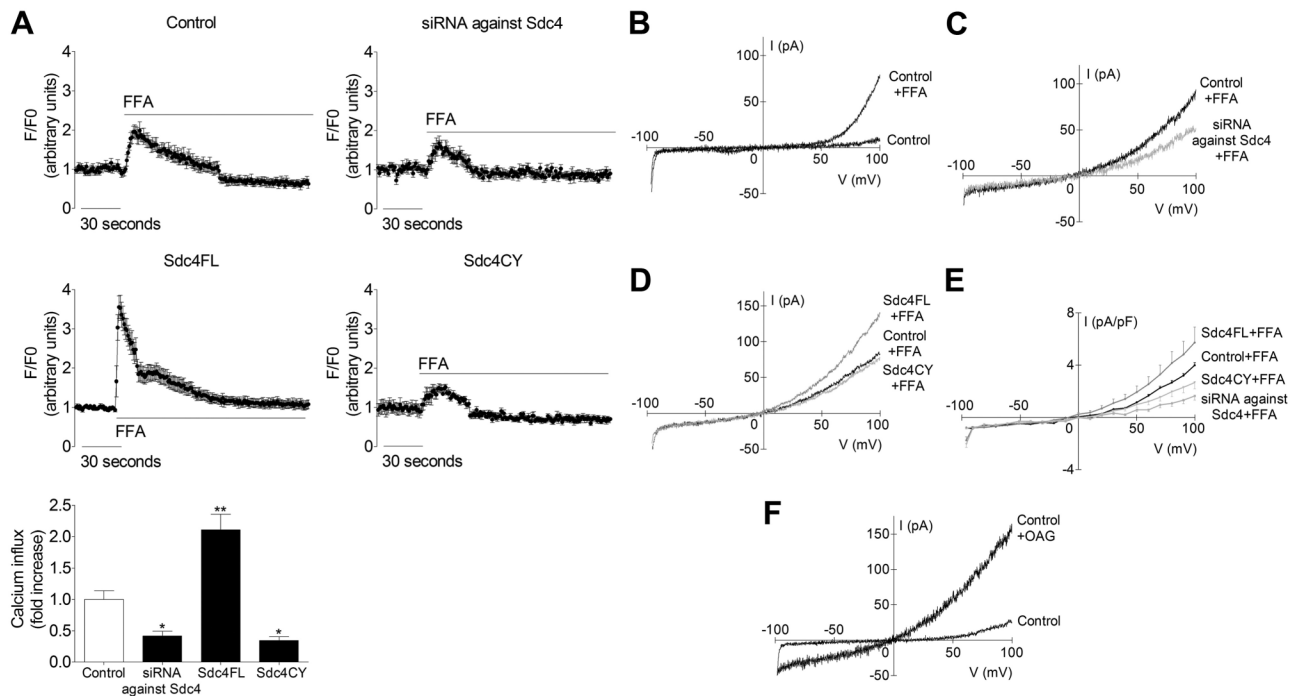 A
Control
F/F0
(arbitrary units)
4
3
2
1
0
FFA
30 seconds
siRNA against Sdc4
F/F0
(arbitrary units)
4
3
2
1
0
FFA
30 seconds
Sdc4FL
F/F0
(arbitrary units)
4
3
2
1
0
FFA
30 seconds
Sdc4CY
F/F0
(arbitrary units)
4
3
2
1
0
FFA
30 seconds
Calcium influx
(fold increase)
2.5
2.0
1.5
1.0
0.5
0.0
*
**
*
Control
siRNA
against Sdc4
Sdc4FL
Sdc4CY
B
I (pA)
150
100
50
-50
-100
-50
0
50
100
V (mV)
Control
+FFA
Control
C
I (pA)
100
50
-50
-100
-50
0
50
100
V (mV)
Control
+FFA
siRNA
against Sdc4
+FFA
D
I (pA)
150
100
50
-50
-100
-50
0
50
100
V (mV)
Sdc4FL
+FFA
Control
+FFA
Sdc4CY
+FFA
E
I (pA/pF)
8
4
-4
-100
-50
0
50
100
V (mV)
Sdc4FL+FFA
Control+FFA
Sdc4CY+FFA
siRNA against
Sdc4+FFA
F
I (pA)
150
100
50
-50
-100
-50
0
50
100
V (mV)
Control
+OAG
Control